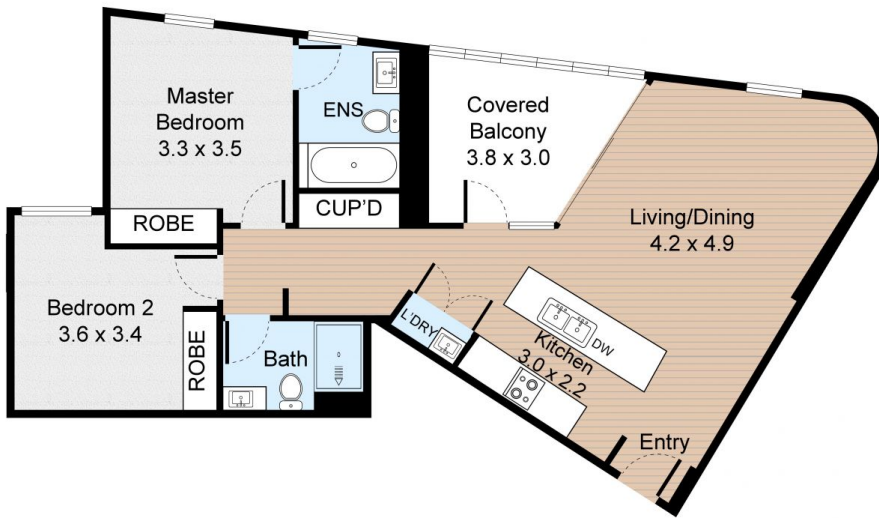 Master
Bedroom
3.3 x 3.5
ENS
Covered
Balcony
3.8 x 3.0
CUP'D
ROBE
Living/Dining
4.2 x 4.9
Bedroom 2
3.6 x 3.4
ROBE
Bath
L'DRY
DW
Kitchen
3.0 x 2.2
Entry